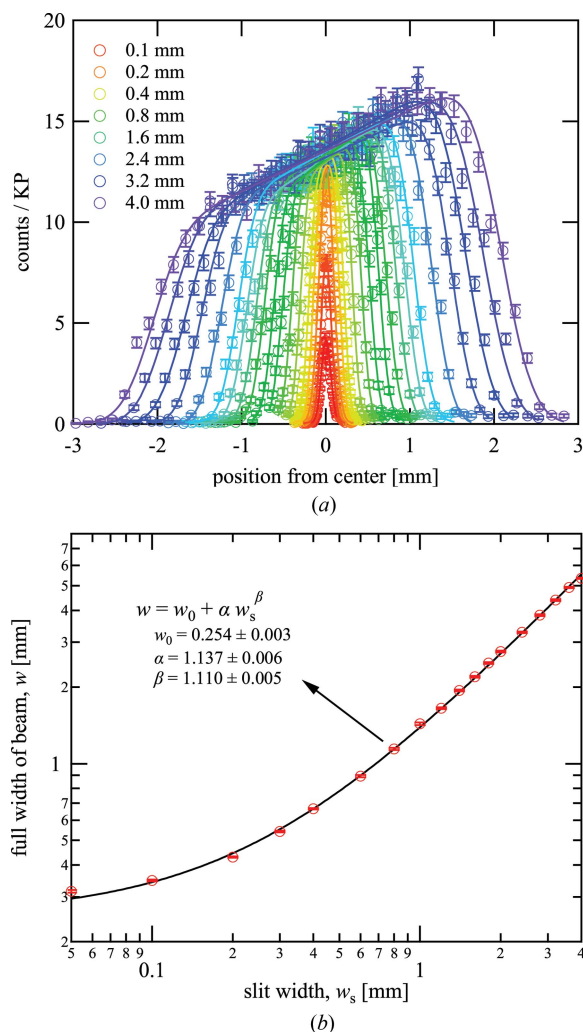 20
15
10
5
0
counts / KP
0.1 mm
0.2 mm
0.4 mm
0.8 mm
1.6 mm
2.4 mm
3.2 mm
4.0 mm
-3 -2 -1 0 1 2 3
position from center [mm]
(a)
7
6
5
4
3
2
1
9
8
7
6
5
4
3
2
full width of beam, w [mm]
w = w₀ + α wₛ^β
w₀ = 0.254 ± 0.003
α = 1.137 ± 0.006
β = 1.110 ± 0.005
5 6 7 8 9 0.1 2 3 4 5 6 7 8 9 1 2 3 4
slit width, wₛ [mm]
(b)